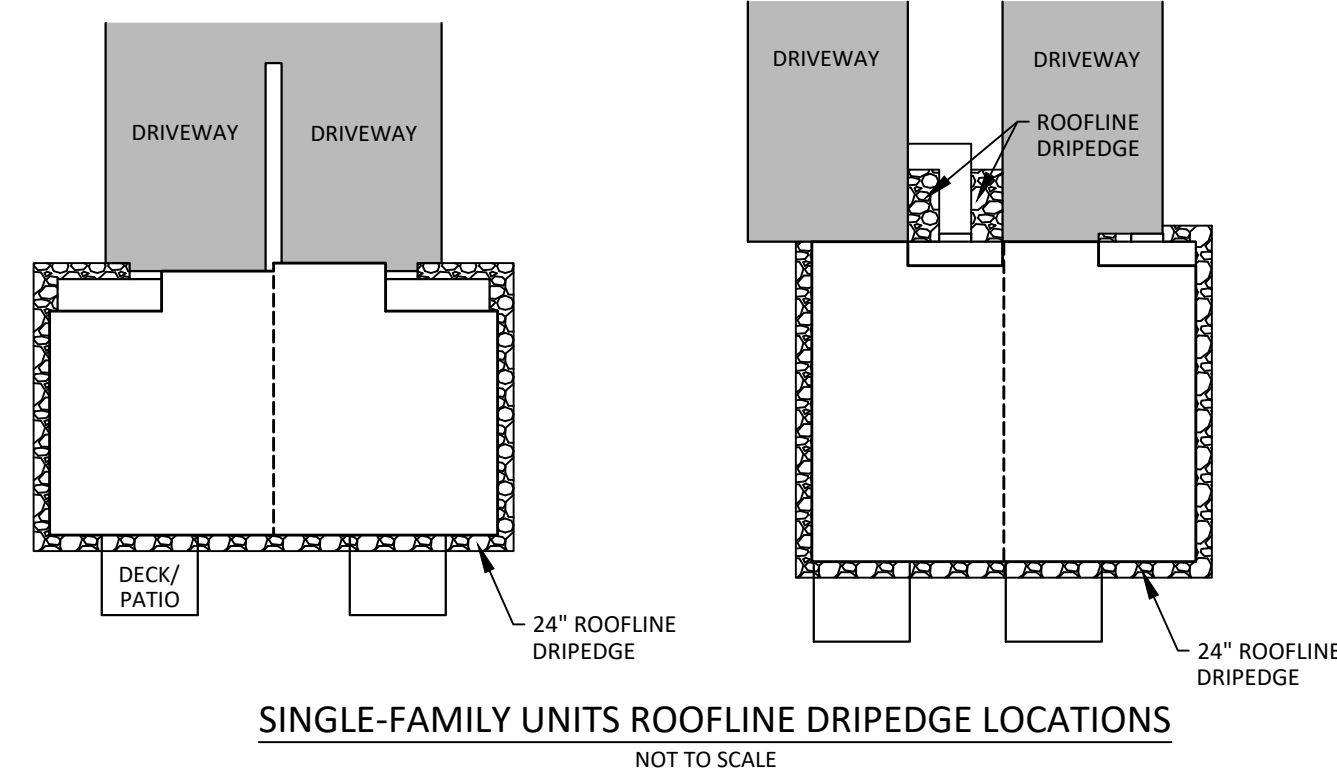 DRIVEWAY
DRIVEWAY
DECK/
PATIO
24" ROOFLINE
DRIPEDGE
DRIVEWAY
DRIVEWAY
ROOFLINE
DRIPEDGE
24" ROOFLINE
DRIPEDGE
SINGLE-FAMILY UNITS ROOFLINE DRIPEDGE LOCATIONS
NOT TO SCALE